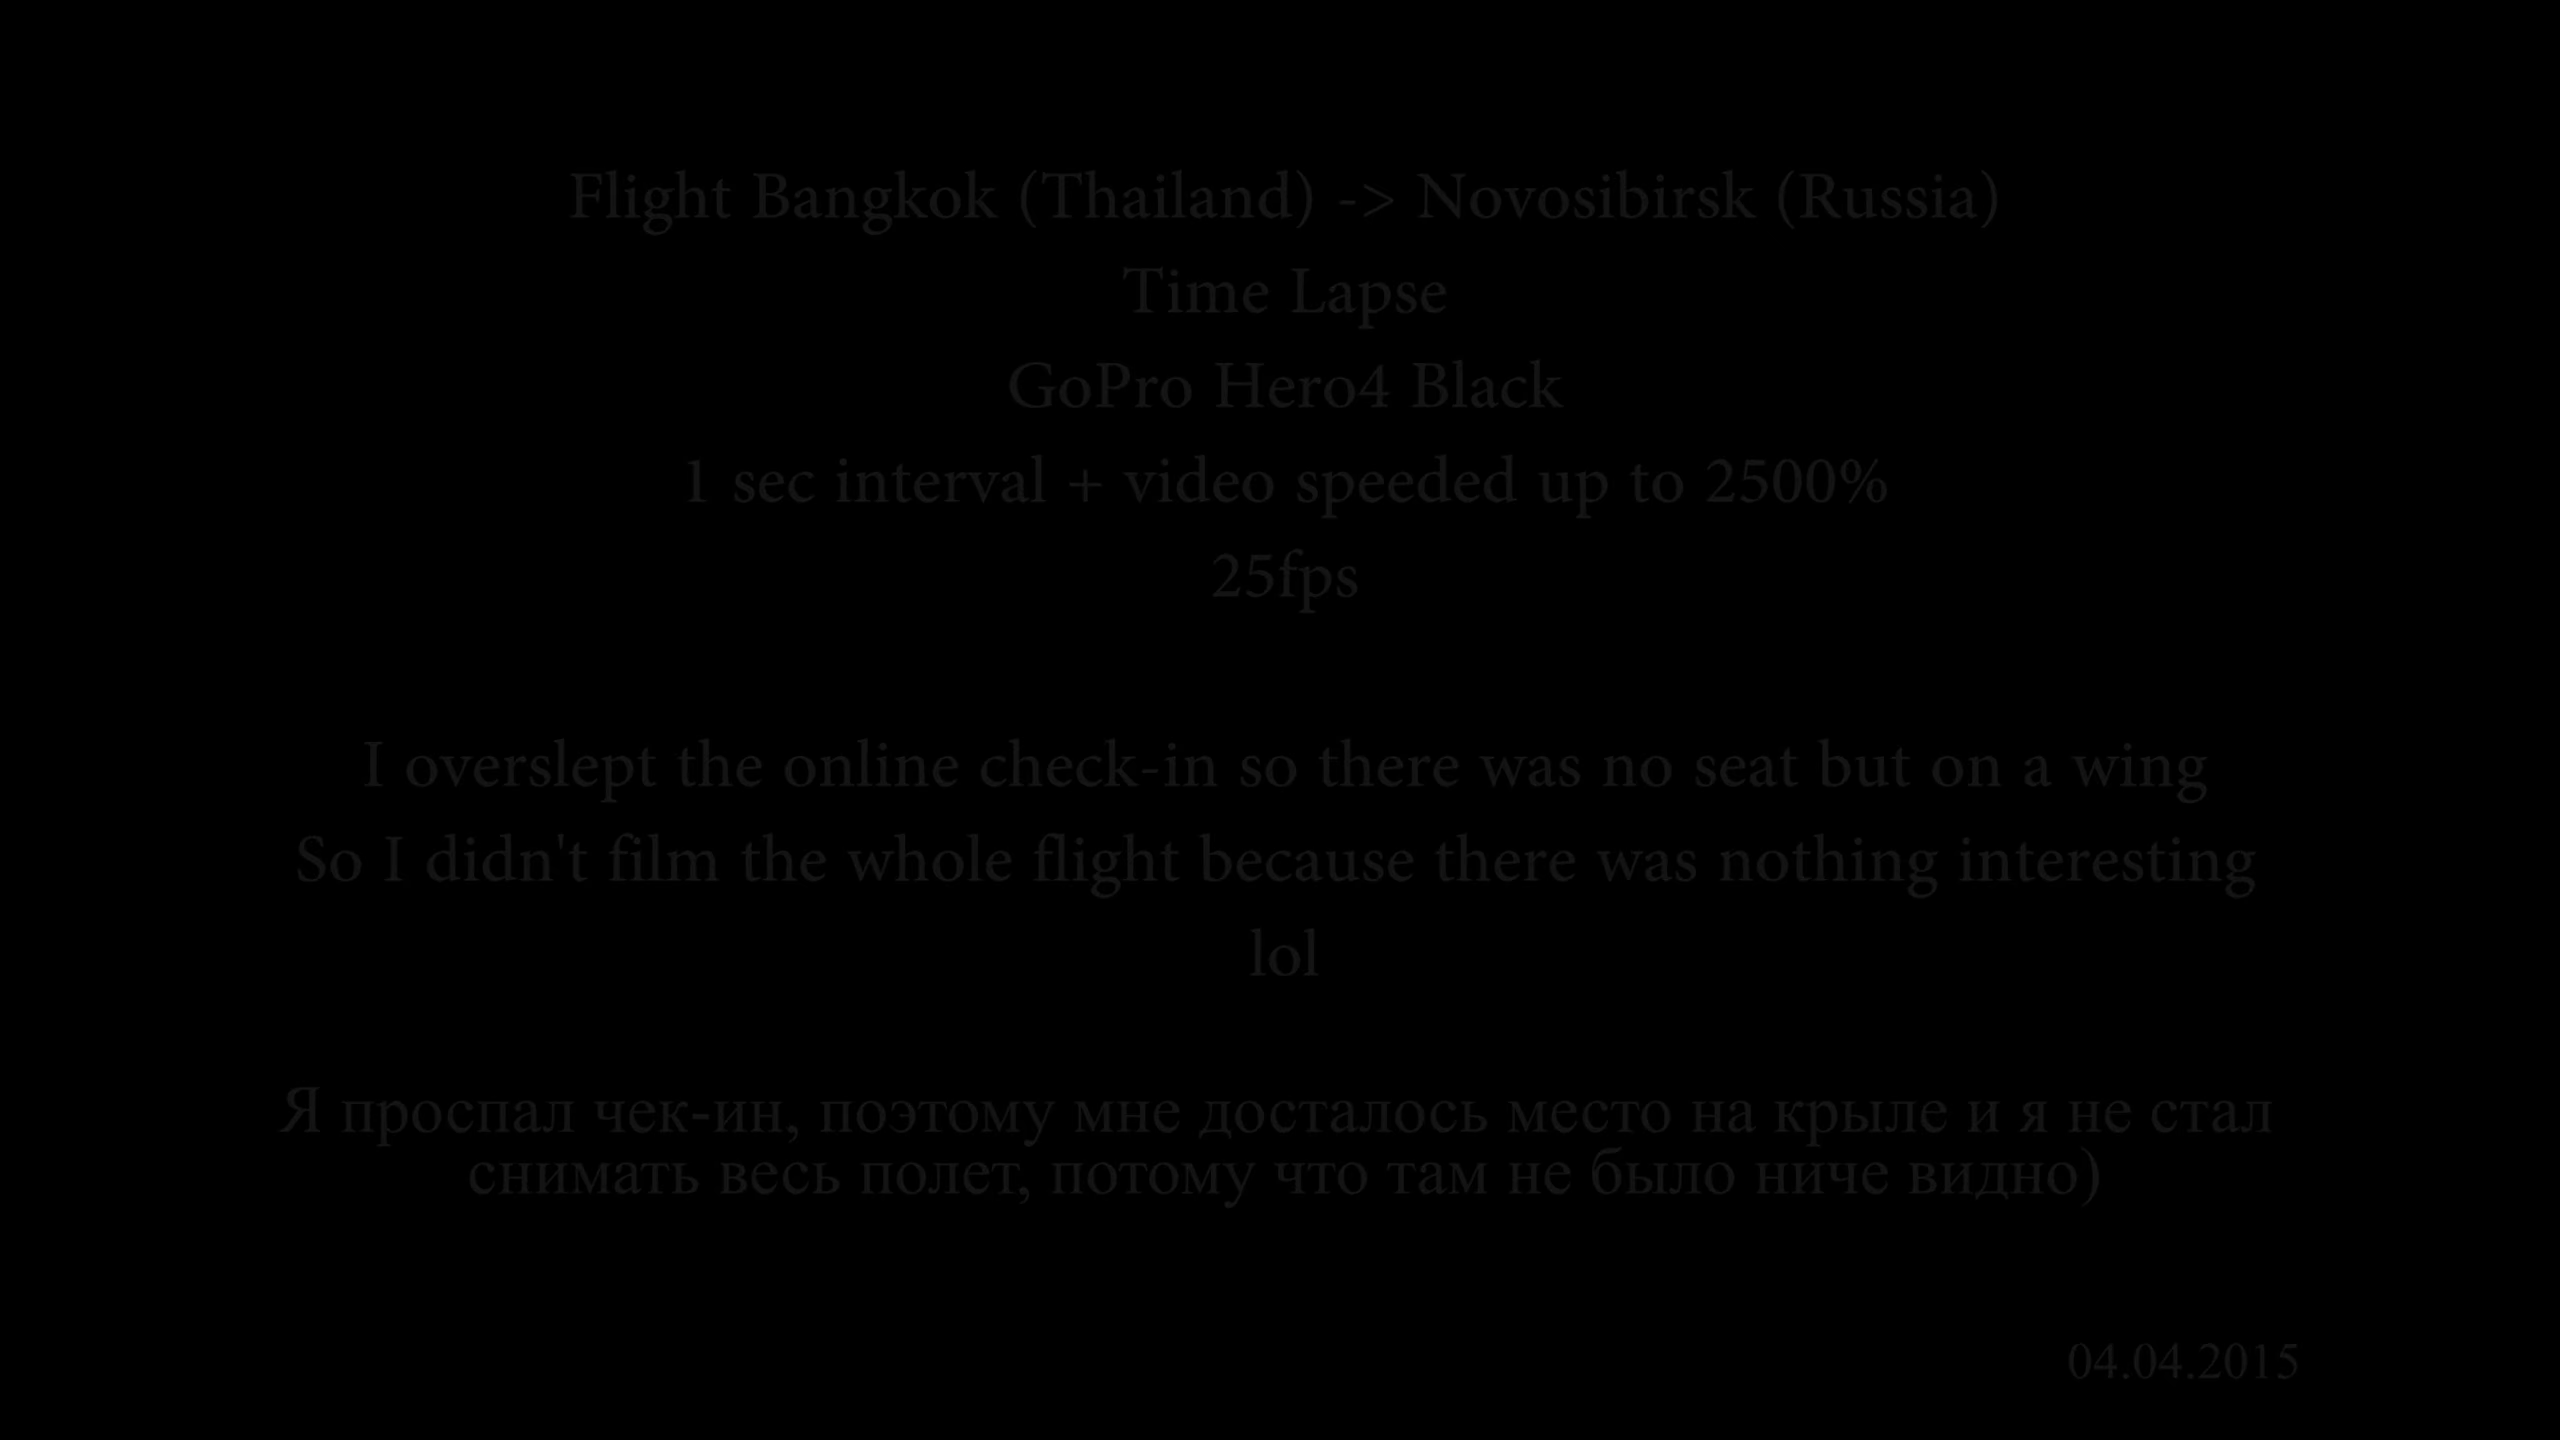 Flight Bangkok (Thailand) -> Novosibirsk (Russia)
Time Lapse
GoPro Hero4 Black
1 sec interval + video speeded up to 2500%
25fps
I overslept the online check-in so there was no seat but on a wing
So I didn't film the whole flight because there was nothing interesting
lol
Я проспал чек-ин, поэтому мне досталось место на крыле и я не стал
снимать весь полет, потому что там не было ниче видно)
04.04.2015